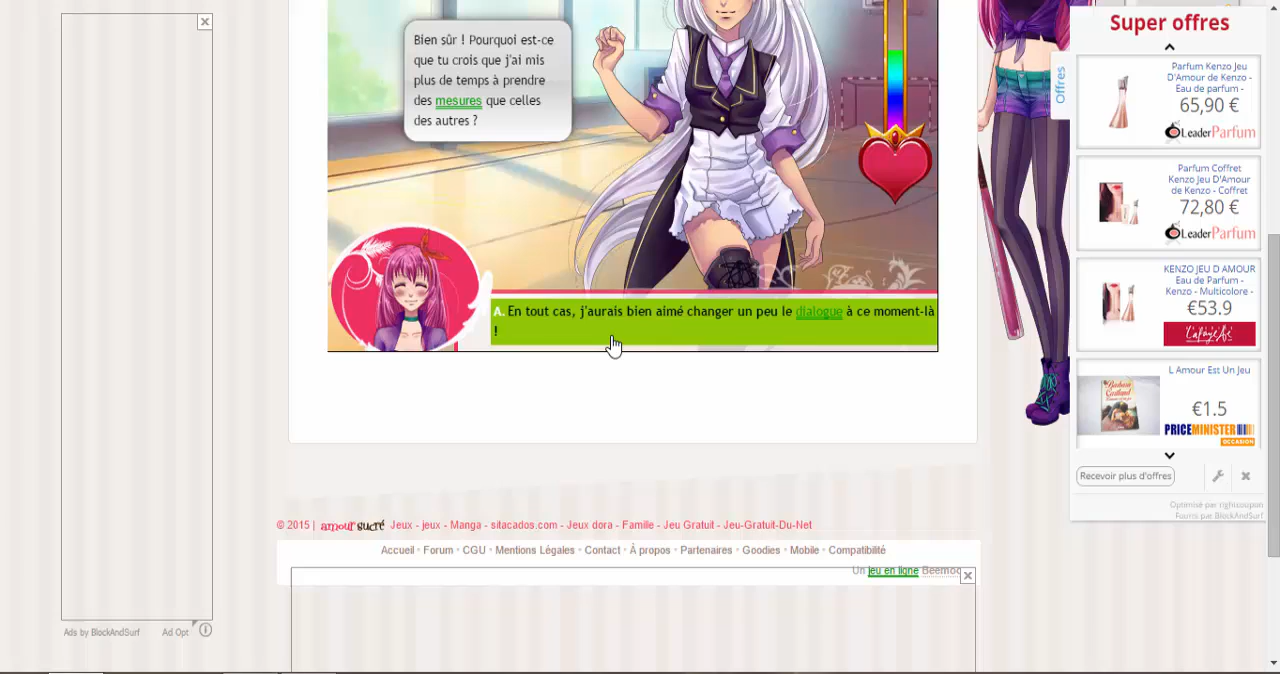 Bien sûr ! Pourquoi est-ce
que tu crois que j'ai mis
plus de temps à prendre
des mesures que celles
des autres ?
A. En tout cas, j'aurais bien aimé changer un peu le dialogue à ce moment-là
!
Super offres
Offres
Parfum Kenzo Jeu
D'Amour de Kenzo -
Eau de parfum -
65,90 €
LeaderParfum
Parfum Coffret
Kenzo Jeu D'Amour
de Kenzo - Coffret
72,80 €
LeaderParfum
KENZO JEU D AMOUR
Eau de Parfum -
Kenzo - Multicolore -
€53.9
L Amour Est Un Jeu
€1.5
PRICEMINISTER
OCCASION
Recevoir plus d'offres
Optimisé par rightcoupon
Fourni par BlockAndSurf
Ads by BlockAndSurf
Ad Opt
© 2015 | amour sucré Jeux - jeux - Manga - sitacados.com - Jeux dora - Famille - Jeu Gratuit - Jeu-Gratuit-Du-Net
Accueil • Forum • CGU • Mentions Légales • Contact • À propos • Partenaires • Forum • Goodies • Mobile • Compatibilité
Un jeu en ligne Beemoo